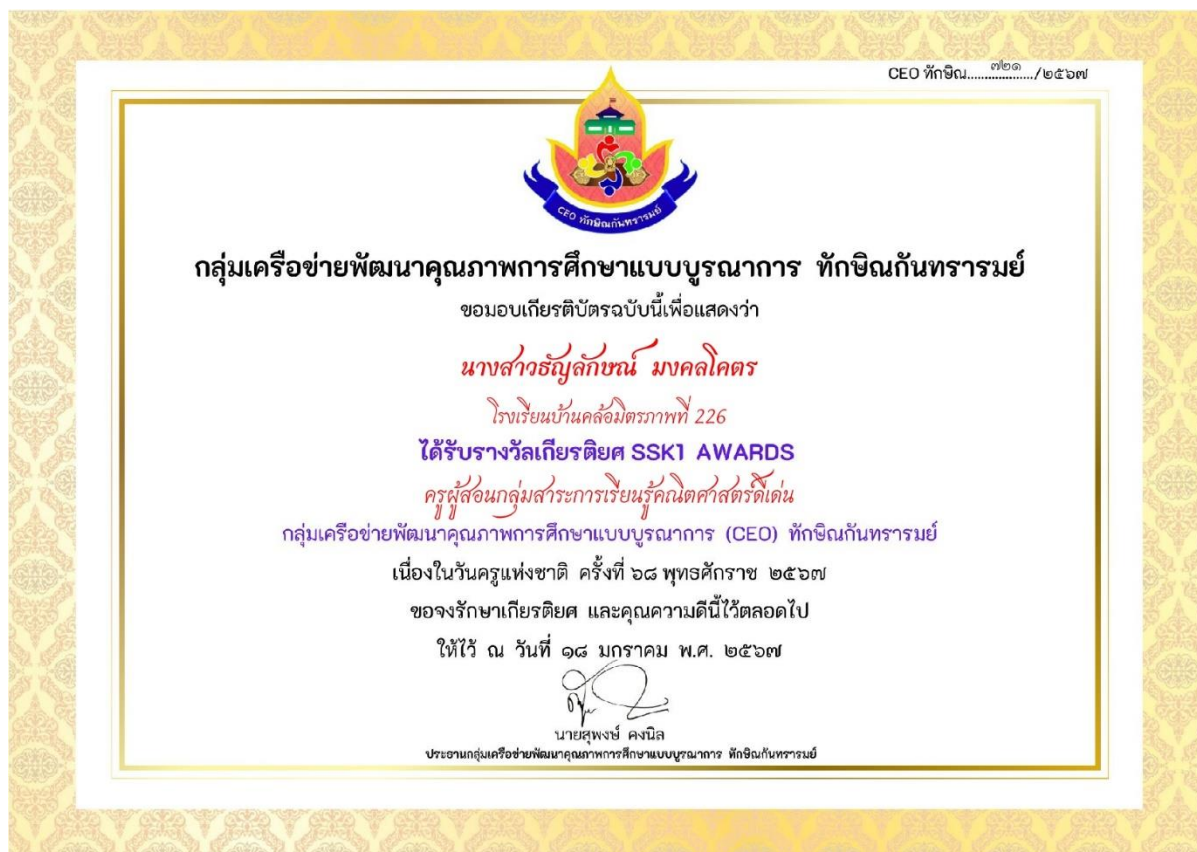 CEO ทักษิณ.....๗๒๑...../๒๕๖๗
CEO ทักษิณกันทรารมย์
กลุ่มเครือข่ายพัฒนาคุณภาพการศึกษาแบบบูรณาการ ทักษิณกันทรารมย์
ขอมอบเกียรติบัตรฉบับนี้เพื่อแสดงว่า
นางสาวธัญลักษณ์ มงคลโคตร
โรงเรียนบ้านคล้อมิตรภาพที่ 226
ได้รับรางวัลเกียรติยศ SSK1 AWARDS
ครูผู้สอนกลุ่มสาระการเรียนรู้คณิตศาสตร์ดีเด่น
กลุ่มเครือข่ายพัฒนาคุณภาพการศึกษาแบบบูรณาการ (CEO) ทักษิณกันทรารมย์
เนื่องในวันครูแห่งชาติ ครั้งที่ ๖๘ พุทธศักราช ๒๕๖๗
ขอจงรักษาเกียรติยศ และคุณความดีนี้ไว้ตลอดไป
ให้ไว้ ณ วันที่ ๑๘ มกราคม พ.ศ. ๒๕๖๗
นายสุพงษ์ คงนิล
ประธานกลุ่มเครือข่ายพัฒนาคุณภาพการศึกษาแบบบูรณาการ ทักษิณกันทรารมย์